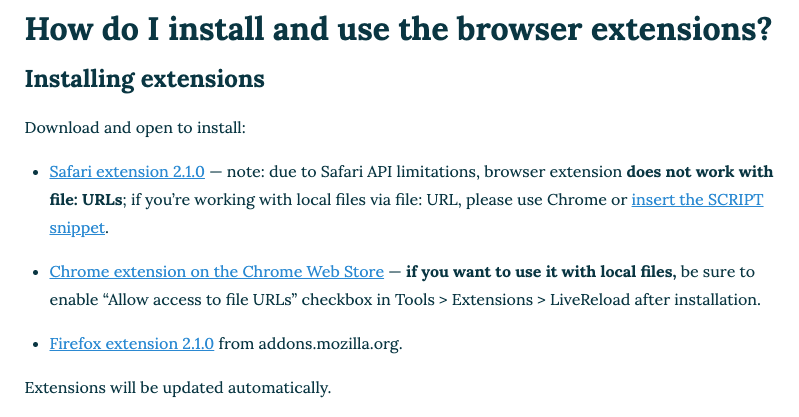 How do I install and use the browser extensions?
Installing extensions
Download and open to install:
• Safari extension 2.1.0 — note: due to Safari API limitations, browser extension does not work with
file: URLs; if you’re working with local files via file: URL, please use Chrome or insert the SCRIPT
snippet.
• Chrome extension on the Chrome Web Store — if you want to use it with local files, be sure to
enable “Allow access to file URLs” checkbox in Tools > Extensions > LiveReload after installation.
• Firefox extension 2.1.0 from addons.mozilla.org.
Extensions will be updated automatically.